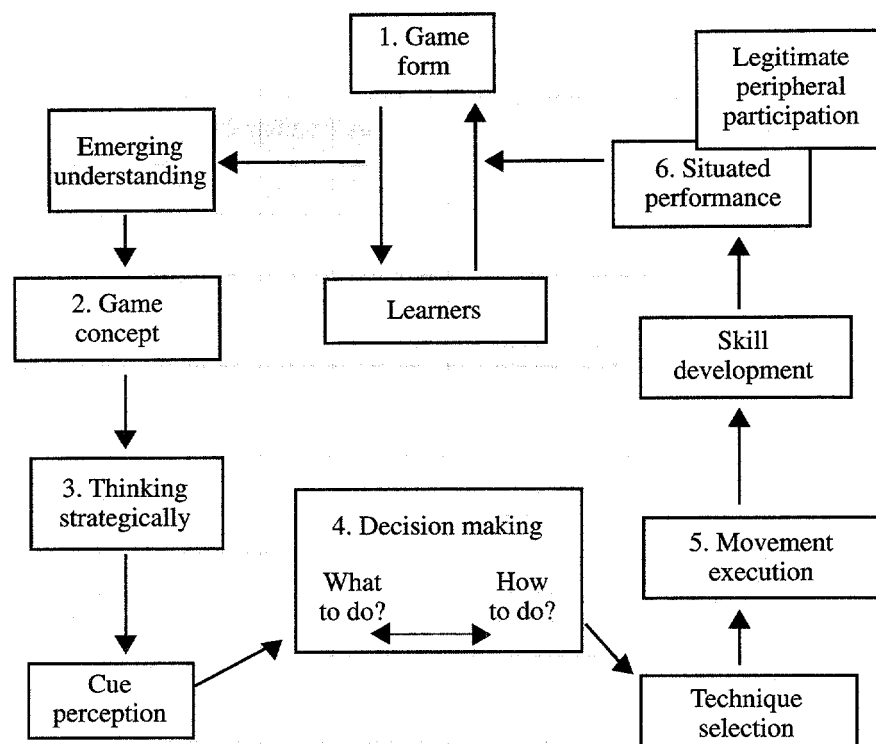 1. Game
form
Legitimate
peripheral
participation
Emerging
understanding
6. Situated
performance
2. Game
concept
Learners
Skill
development
3. Thinking
strategically
4. Decision making
What
to do?
How
to do?
5. Movement
execution
Cue
perception
Technique
selection